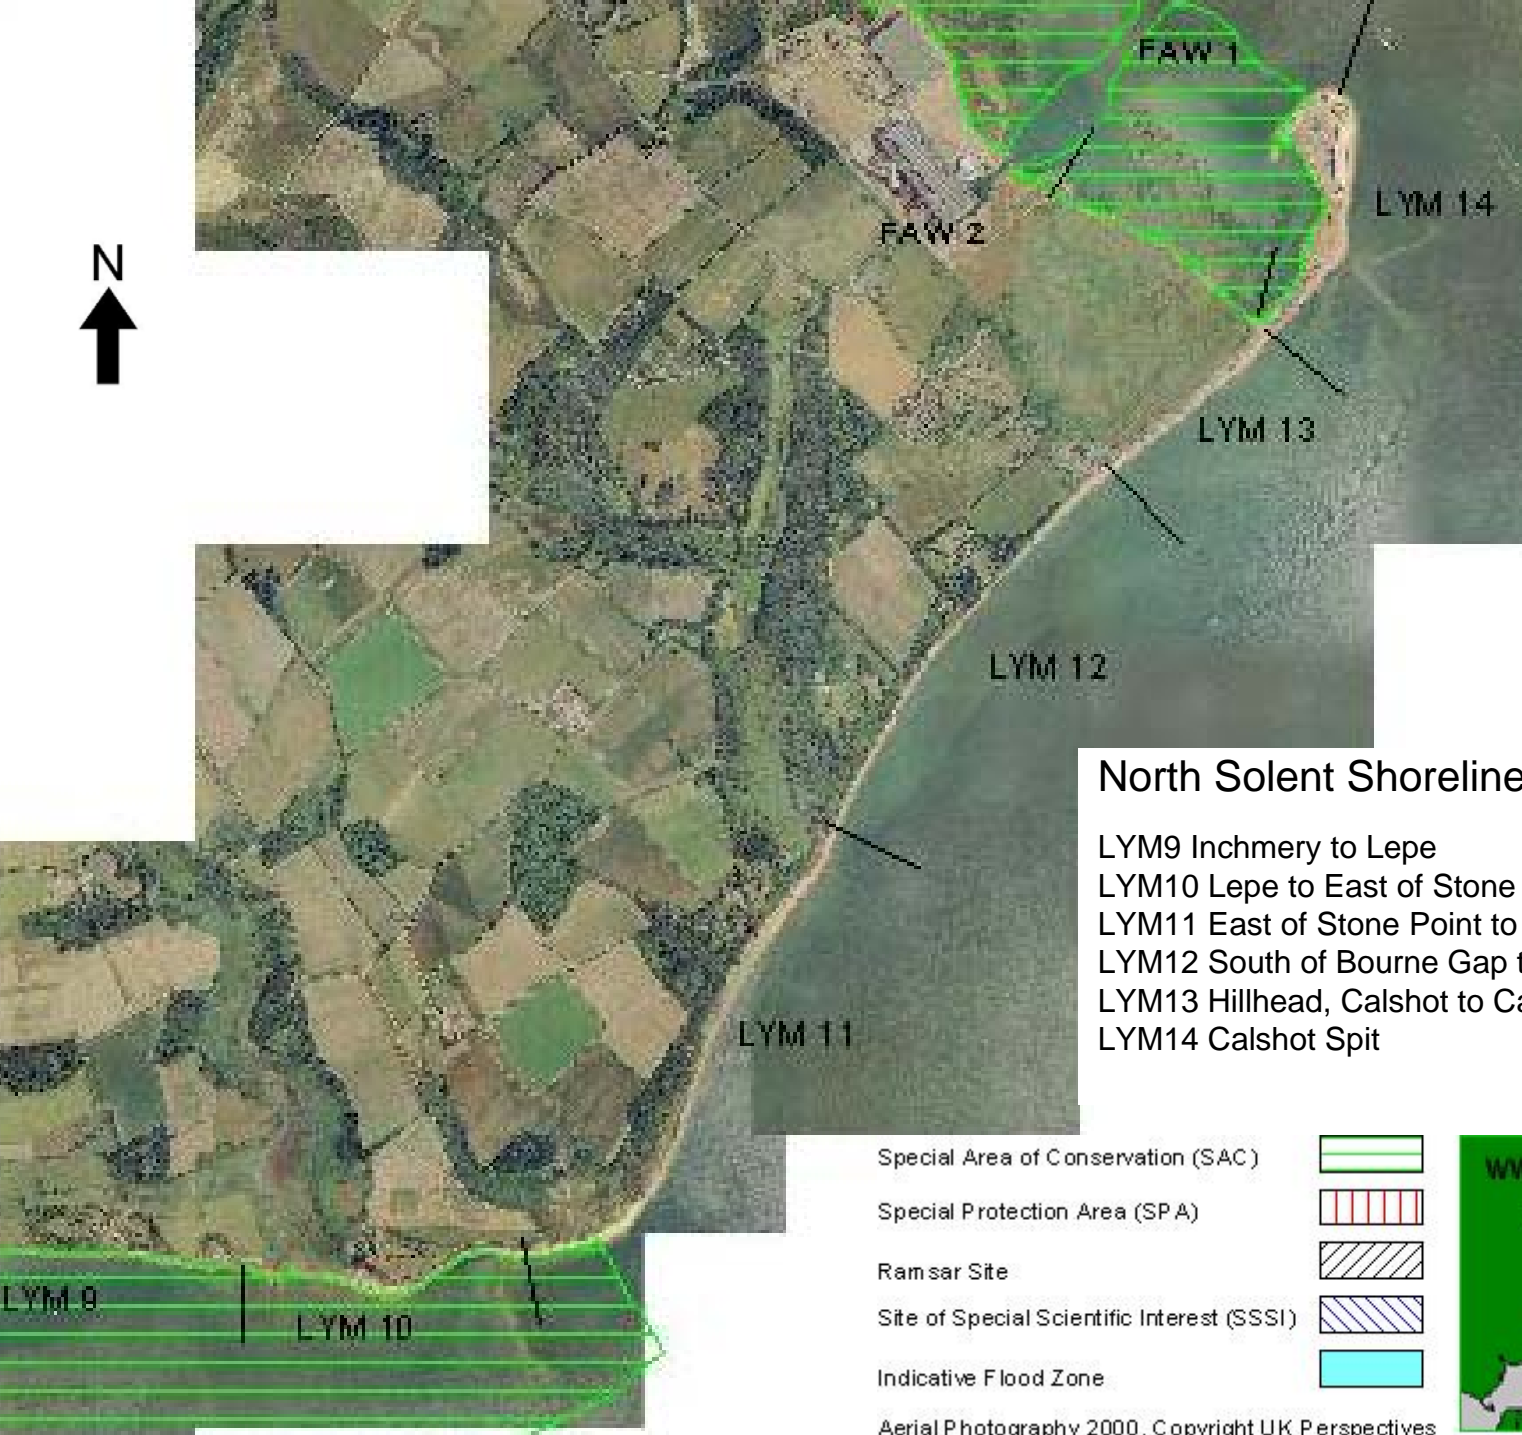 FAW 1
LYM 14
FAW 2
N
LYM 13
LYM 12
North Solent Shoreline
LYM9 Inchmery to Lepe
LYM10 Lepe to East of Stone
LYM11 East of Stone Point to
LYM12 South of Bourne Gap
LYM13 Hillhead, Calshot to
LYM14 Calshot Spit
LYM 11
Special Area of Conservation (SAC)
Special Protection Area (SPA)
Ramsar Site
Site of Special Scientific Interest (SSSI)
Indicative Flood Zone
LYM 9
LYM 10
Aerial Photography 2000, Copyright UK Perspectives